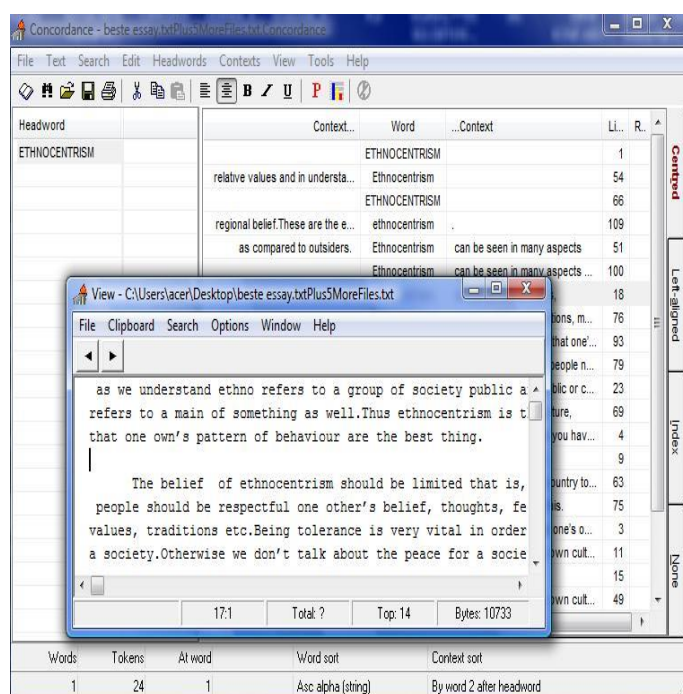 Concordance - beste essay.txtPlus5MoreFiles.txt.Concordance
File Text Search Edit Headwords Contexts View Tools Help
B I U P
Headword Context... Word ...Context Li... R..
ETHNOCENTRISM ETHNOCENTRISM 1
relative values and in understa... Ethnocentrism 54
ETHNOCENTRISM 66
regional belief.These are the e... ethnocentrism . 109
as compared to outsiders. Ethnocentrism can be seen in many aspects 51
Ethnocentrism can be seen in many aspects ... 100
18
tions, m... 76
that one'... 93
people n... 79
blic or c... 23
ture, 69
you hav... 4
9
ountry to... 63
is. 75
one's o... 3
own cult... 11
15
own cult... 49
Centred
Left-aligned
Index
None
View - C:\Users\acer\Desktop\beste essay.txtPlus5MoreFiles.txt
File Clipboard Search Options Window Help
as we understand ethno refers to a group of society public a
refers to a main of something as well.Thus ethnocentrism is t
that one own's pattern of behaviour are the best thing.
The belief of ethnocentrism should be limited that is,
people should be respectful one other's belief, thoughts, fe
values, traditions etc.Being tolerance is very vital in order
a society.Otherwise we don't talk about the peace for a socie
17:1 Total: ? Top: 14 Bytes: 10733
Words Tokens At word Word sort Context sort
1 24 1 Asc alpha (string) By word 2 after headword